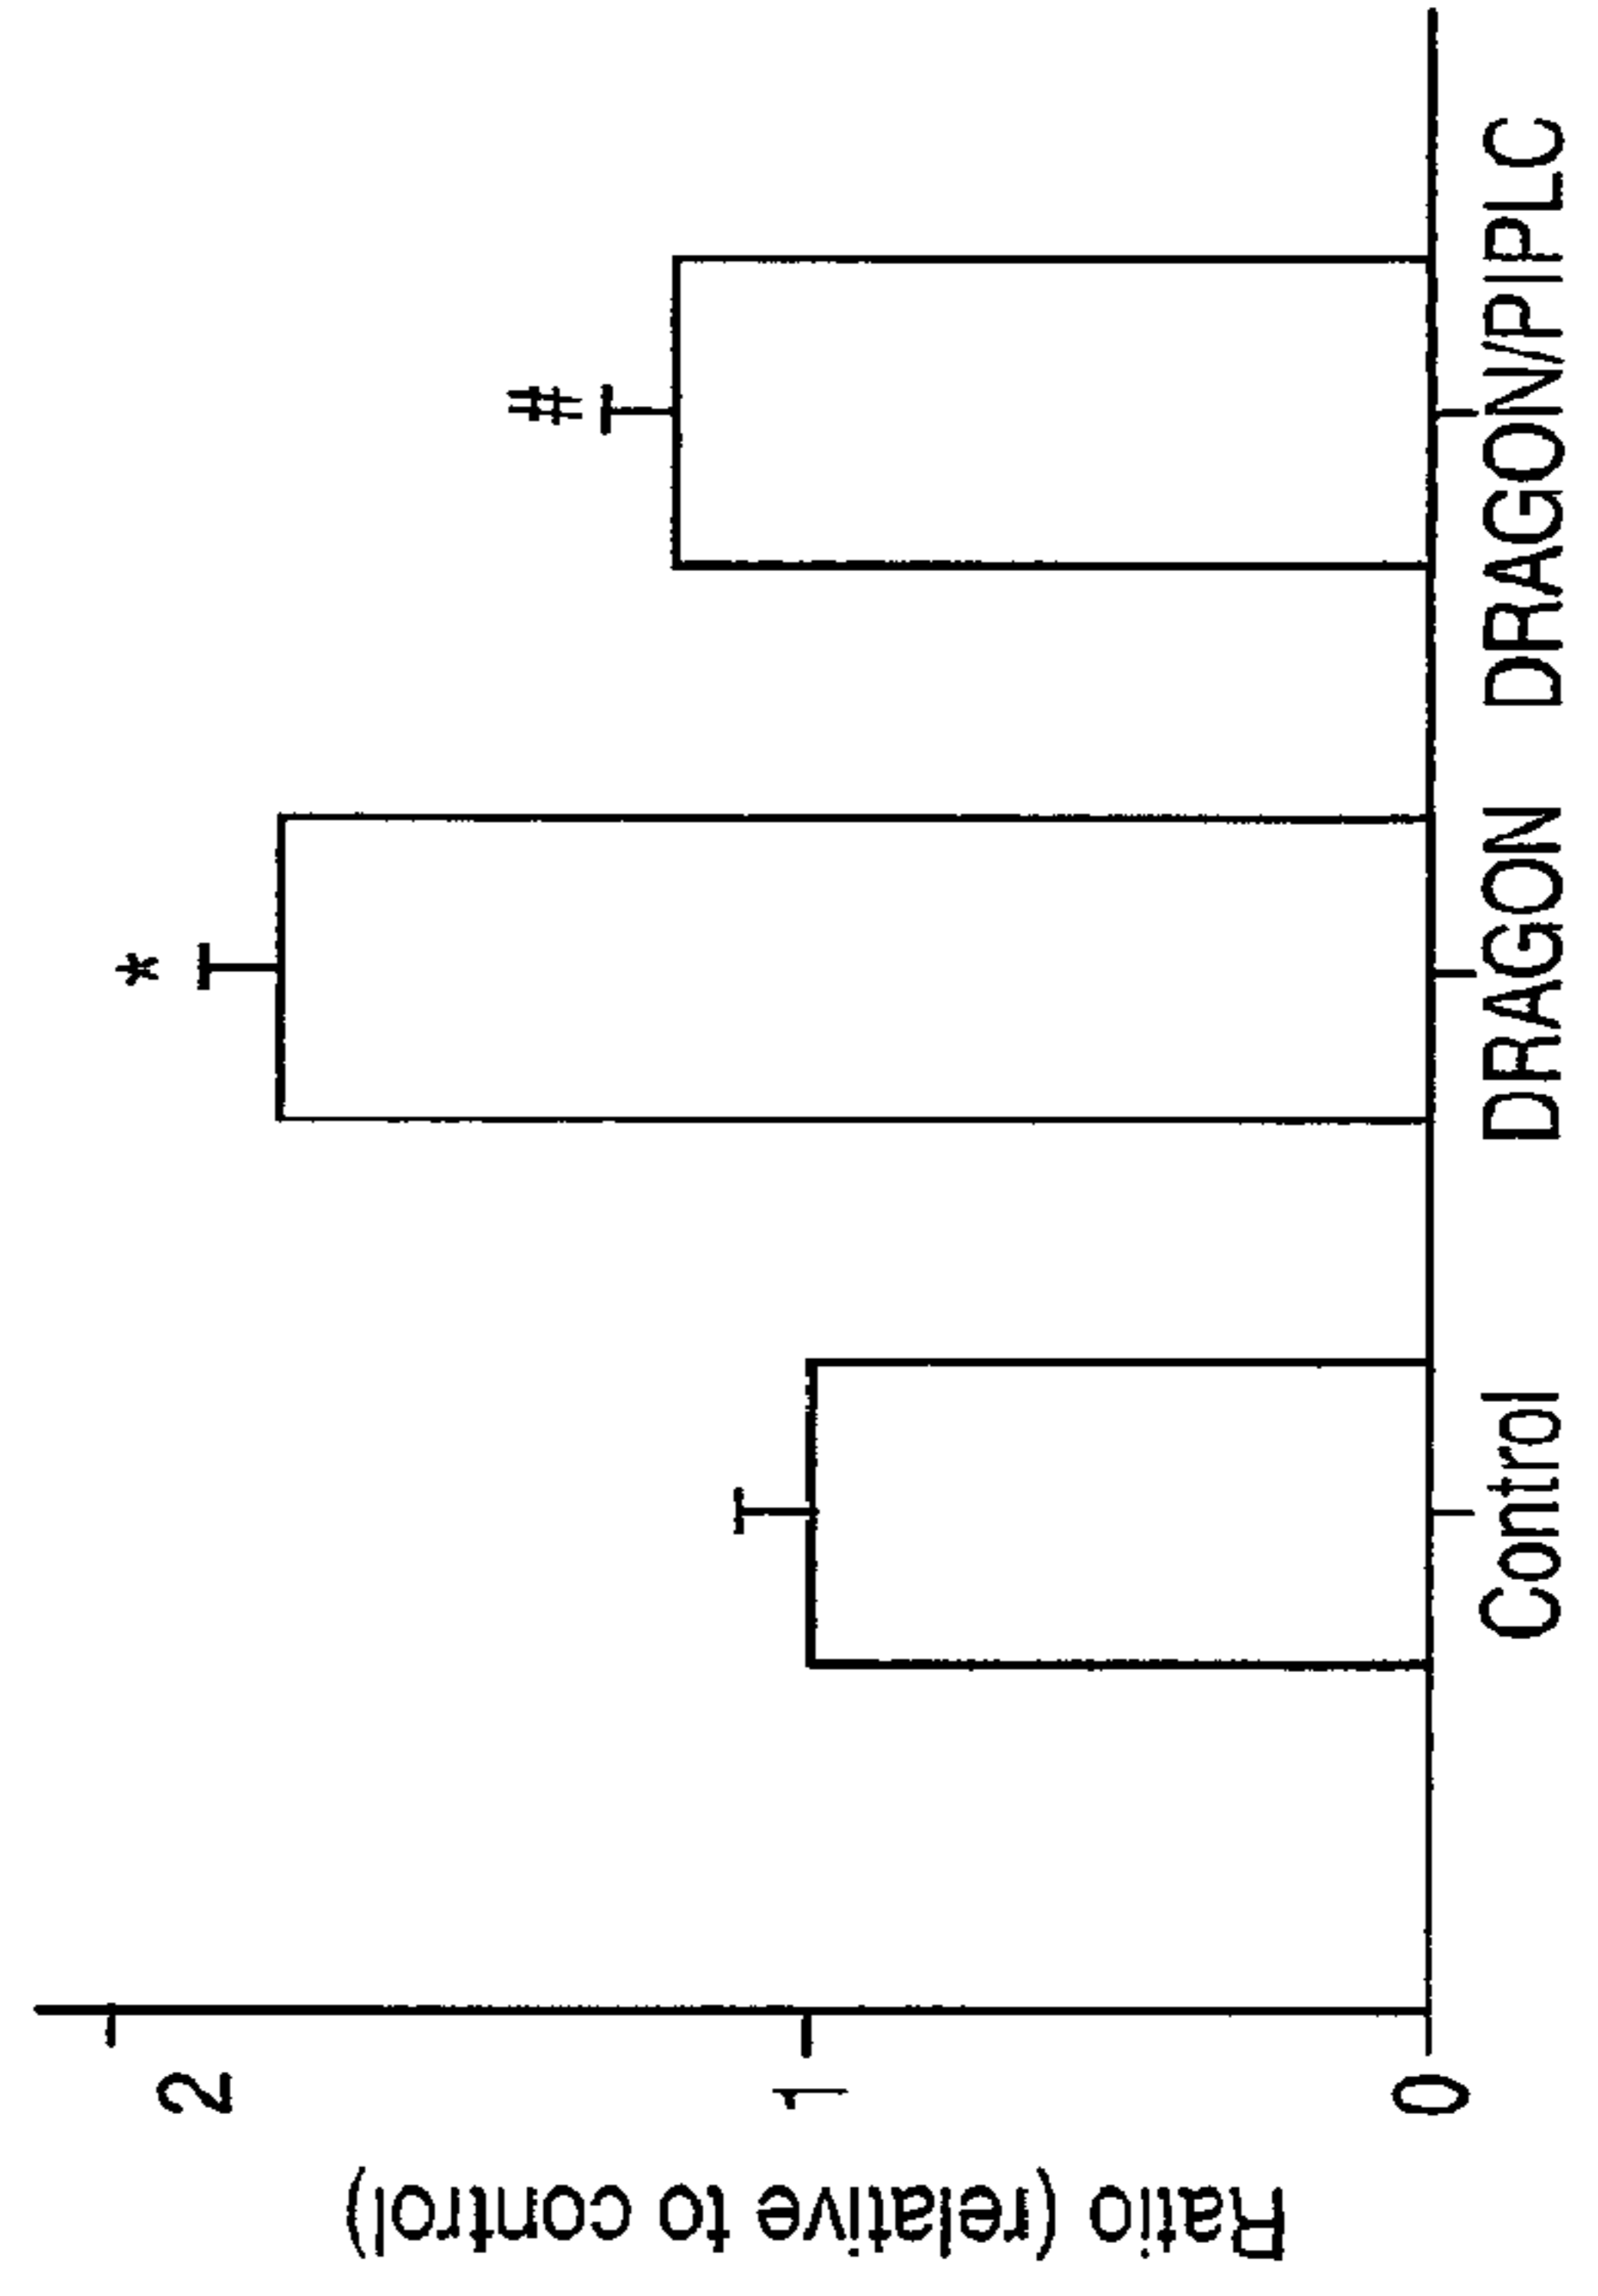 Ratio (relative to control)
2
1
0
*
#
Control
DRAGON
DRAGON/PIPLC